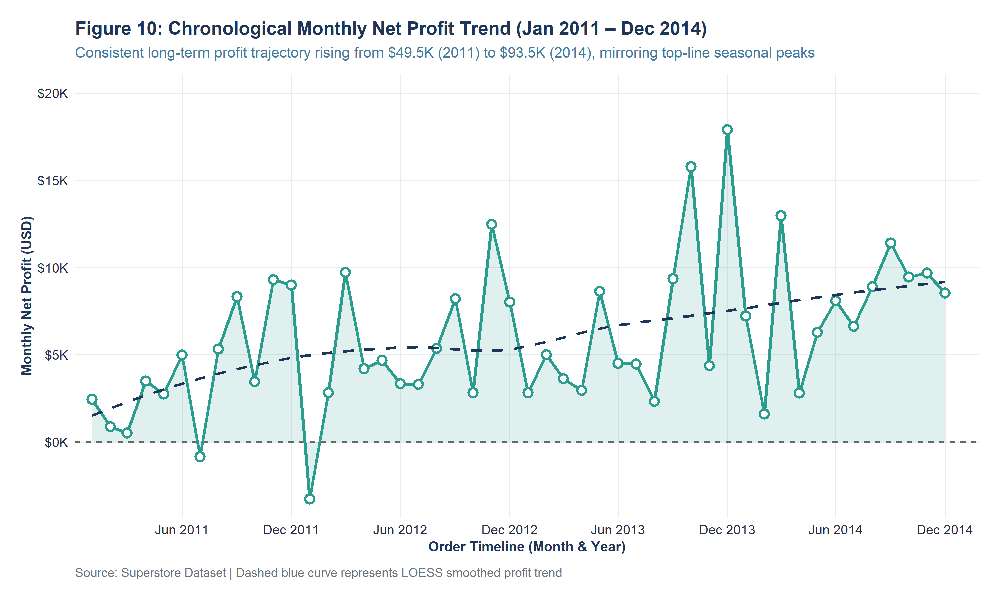 Figure 10: Chronological Monthly Net Profit Trend (Jan 2011 – Dec 2014)
Consistent long-term profit trajectory rising from $49.5K (2011) to $93.5K (2014), mirroring top-line seasonal peaks
Monthly Net Profit (USD)
$20K
$15K
$10K
$5K
$0K
Jun 2011
Dec 2011
Jun 2012
Dec 2012
Jun 2013
Dec 2013
Jun 2014
Dec 2014
Order Timeline (Month & Year)
Source: Superstore Dataset | Dashed blue curve represents LOESS smoothed profit trend